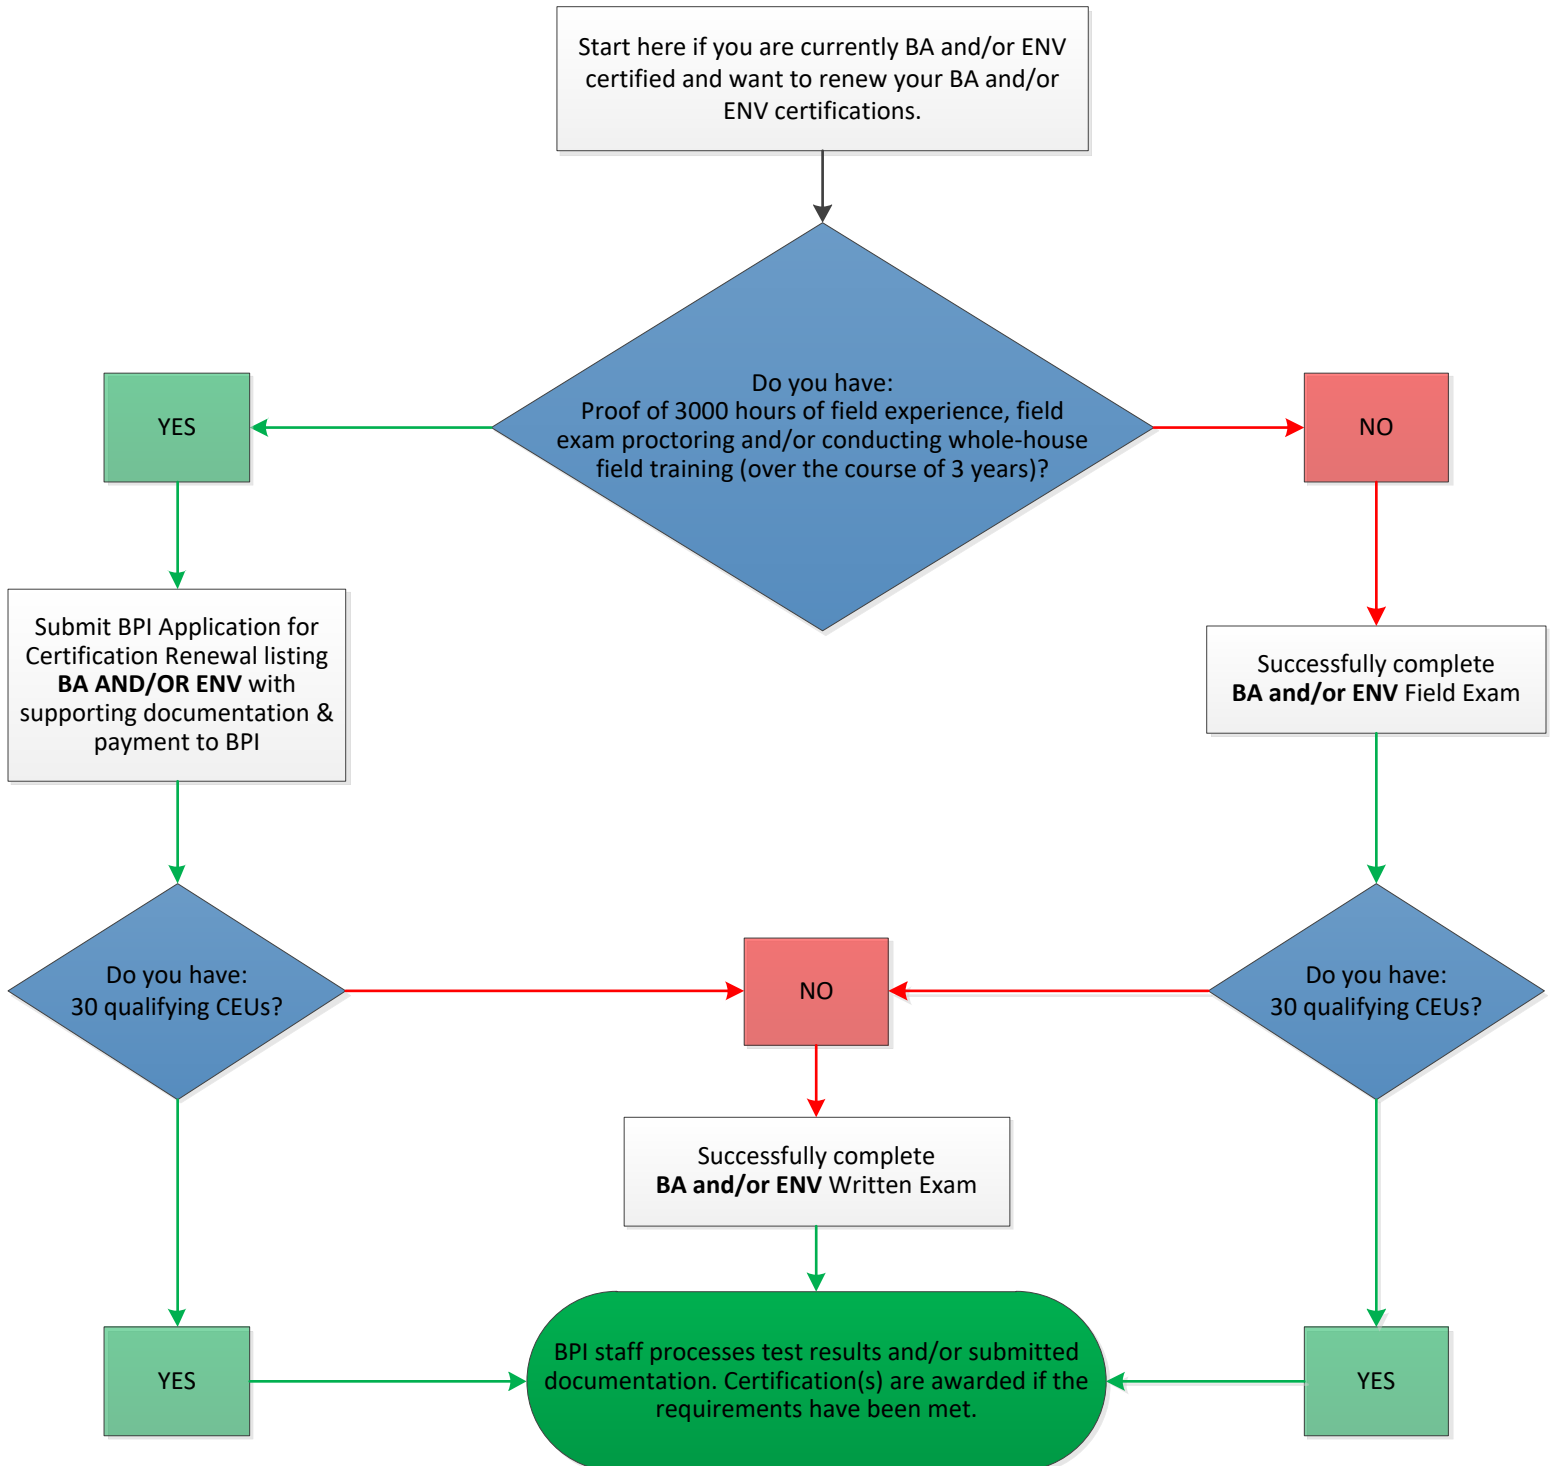 Start here if you are currently BA and/or ENV
certified and want to renew your BA and/or
ENV certifications.
Do you have:
Proof of 3000 hours of field experience, field
exam proctoring and/or conducting whole-house
field training (over the course of 3 years)?
YES
NO
Submit BPI Application for
Certification Renewal listing
BA AND/OR ENV with
supporting documentation &
payment to BPI
Successfully complete
BA and/or ENV Field Exam
Do you have:
30 qualifying CEUs?
NO
Do you have:
30 qualifying CEUs?
Successfully complete
BA and/or ENV Written Exam
YES
BPI staff processes test results and/or submitted
documentation. Certification(s) are awarded if the
requirements have been met.
YES